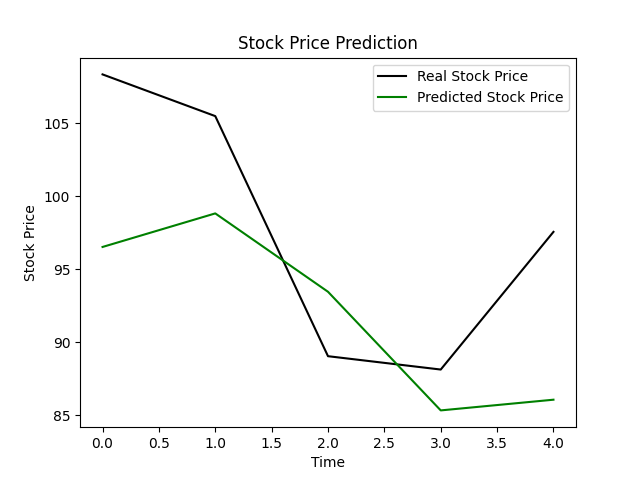 Stock Price Prediction
Real Stock Price
Predicted Stock Price
Stock Price
105
100
95
90
85
0.0 0.5 1.0 1.5 2.0 2.5 3.0 3.5 4.0
Time